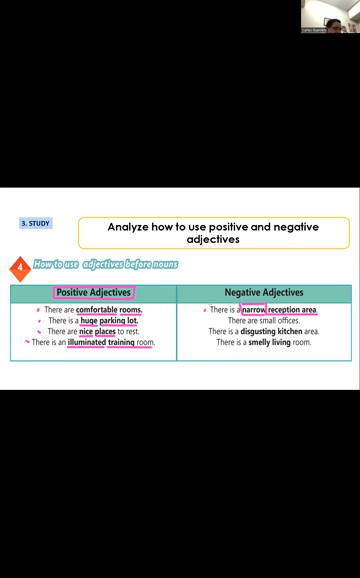 3. STUDY
Analyze how to use positive and negative
adjectives
4
How to use adjectives before nouns
Positive Adjectives
There are comfortable rooms.
There is a huge parking lot.
There are nice places to rest.
There is an illuminated training room.
Negative Adjectives
There is a narrow reception area.
There are small offices.
There is a disgusting kitchen area.
There is a smelly living room.